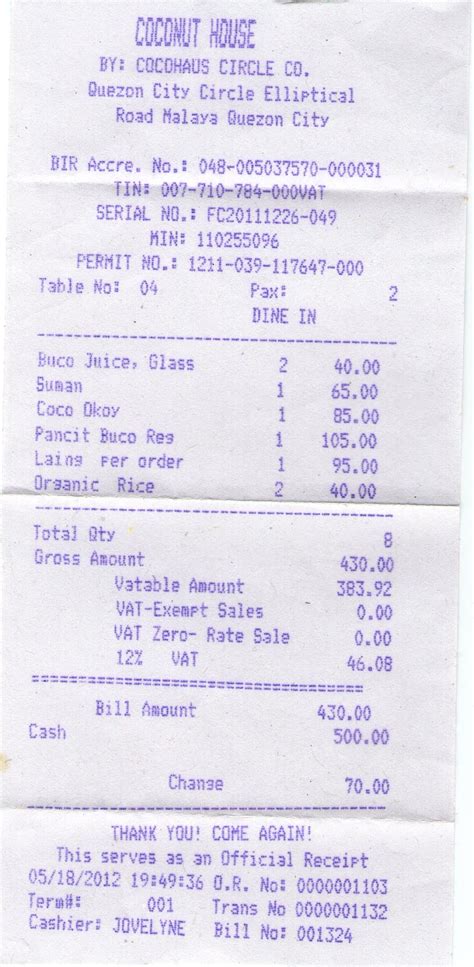 COCONUT HOUSE
BY: COCOHAUS CIRCLE CO.
Quezon City Circle Elliptical
Road Malaya Quezon City
BIR Accre. No.: 048-005037570-000031
TIN: 007-710-784-000VAT
SERIAL NO.: FC20111226-049
MIN: 110255096
PERMIT NO.: 1211-039-117647-000
Table No: 04 Pax: 2
DINE IN
Buco Juice, Glass 2 40.00
Suman 1 65.00
Coco Okoy 1 85.00
Pancit Buco Reg 1 105.00
Laing per order 1 95.00
Organic Rice 2 40.00
Total Qty 8
Gross Amount 430.00
Vatable Amount 383.92
VAT-Exempt Sales 0.00
VAT Zero- Rate Sale 0.00
12% VAT 46.08
Bill Amount 430.00
Cash 500.00
Change 70.00
THANK YOU! COME AGAIN!
This serves as an Official Receipt
05/18/2012 19:49:36 O.R. No: 0000001103
Term#: 001 Trans No 0000001132
Cashier: JOVELYNE Bill No: 001324